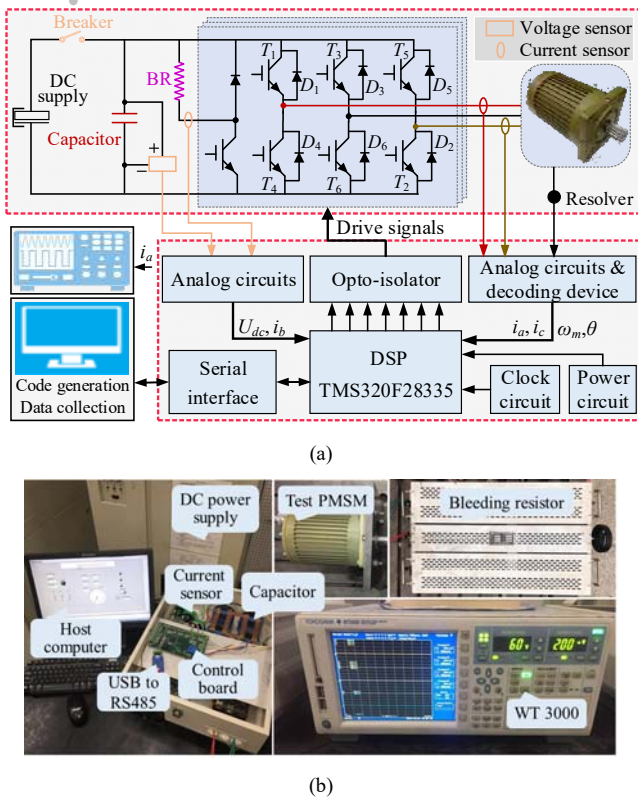 Breaker
Voltage sensor
Current sensor
DC supply
Capacitor
BR
+
−
T1
T3
T5
D1
D3
D5
D4
D6
D2
T4
T6
T2
Resolver
Drive signals
ia
Analog circuits
Opto-isolator
Analog circuits &
decoding device
Udc, ib
ia, ic
ωm, θ
DSP
TMS320F28335
Serial
interface
Clock
circuit
Power
circuit
Code generation
Data collection
(a)
DC power
supply
Test PMSM
Bleeding resistor
Current
sensor
Capacitor
Host
computer
USB to
RS485
Control
board
YOKOGAWA
60v
WT 3000
(b)